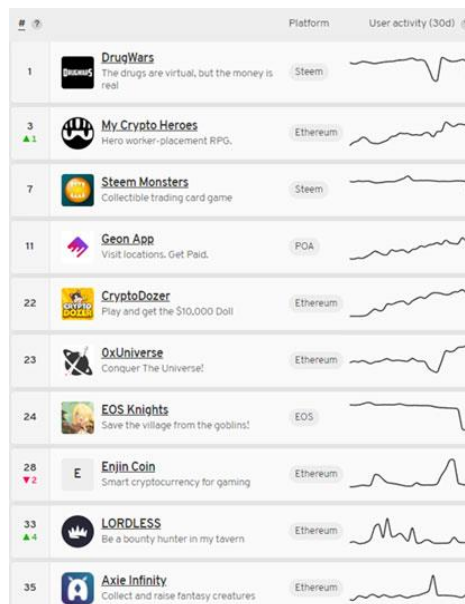 # ? Platform User activity (30d)
1
DRUGWARS
DrugWars
The drugs are virtual, but the money is
real
Steem
3
▲1
My Crypto Heroes
Hero worker-placement RPG.
Ethereum
7
Steem Monsters
Collectible trading card game
Steem
11
Geon App
Visit locations. Get Paid.
POA
22
CRYPTO
DOZER
CryptoDozer
Play and get the $10,000 Doll
Ethereum
23
0xUniverse
Conquer The Universe!
Ethereum
24
EOS Knights
Save the village from the goblins!
EOS
28
▼2
E
Enjin Coin
Smart cryptocurrency for gaming
Ethereum
33
▲4
LORDLESS
Be a bounty hunter in my tavern
Ethereum
35
Axie Infinity
Collect and raise fantasy creatures
Ethereum